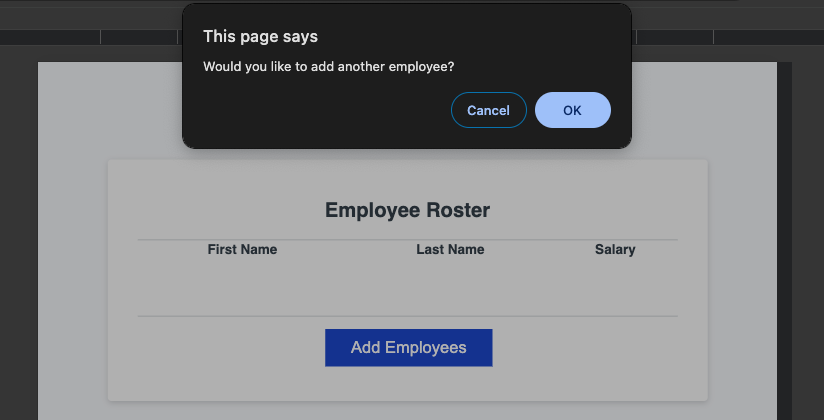 This page says
Would you like to add another employee?
Cancel OK
Employee Roster
First Name Last Name Salary
Add Employees